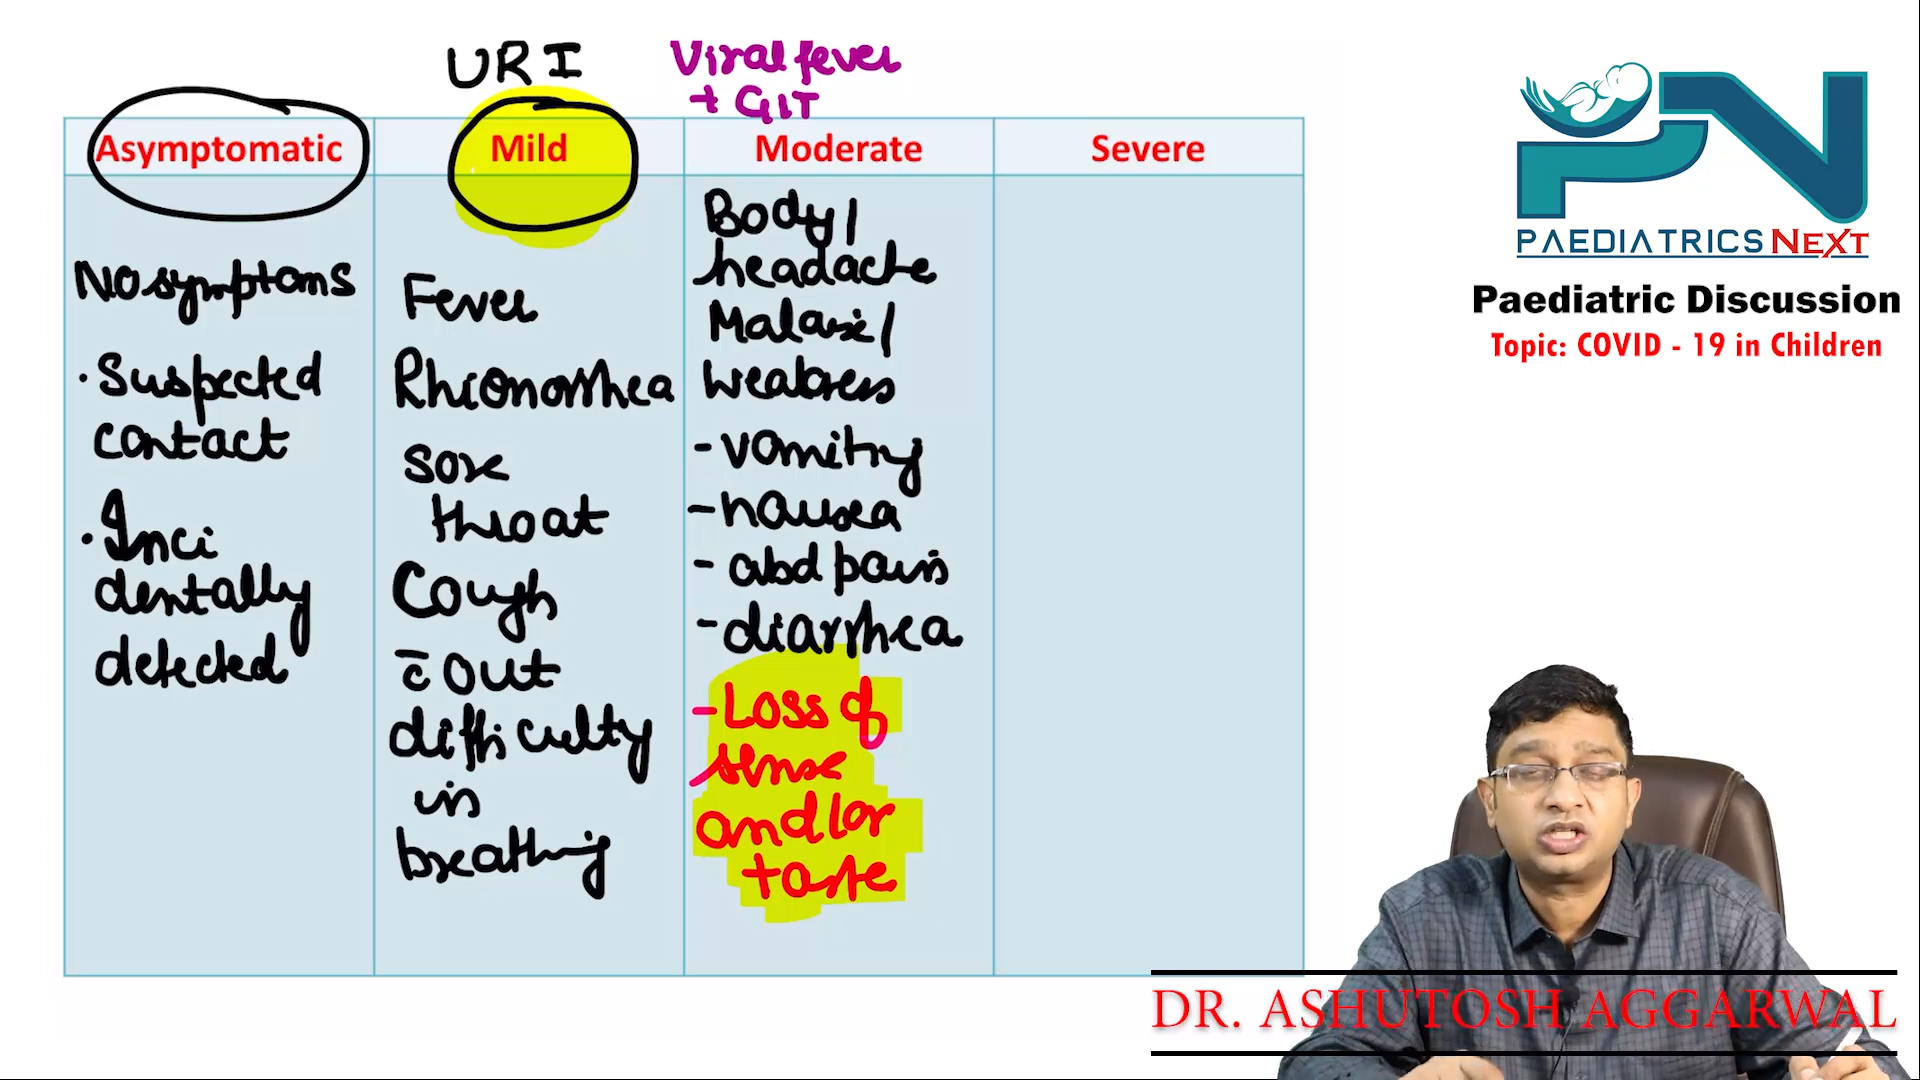 URI
Viral fever
+ GIT
Asymptomatic
Mild
Moderate
Severe
No symptoms
. Suspected
contact
. Inci
dentally
detected
Fever
Rhionorrhea
Sore
throat
Cough
c̄ out
difficulty
in
breathing
Body/
headache
Malaise/
weakness
- vomiting
- nausea
- abd pain
- diarrhea
- Loss of
sense
and/or
taste
PN
PAEDIATRICS NEXT
Paediatric Discussion
Topic: COVID - 19 in Children
DR. ASHUTOSH AGGARWAL